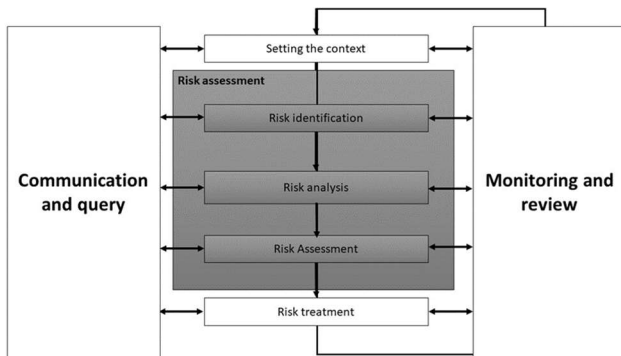 Setting the context
Risk assessment
Risk identification
Communication
and query
Risk analysis
Monitoring and
review
Risk Assessment
Risk treatment